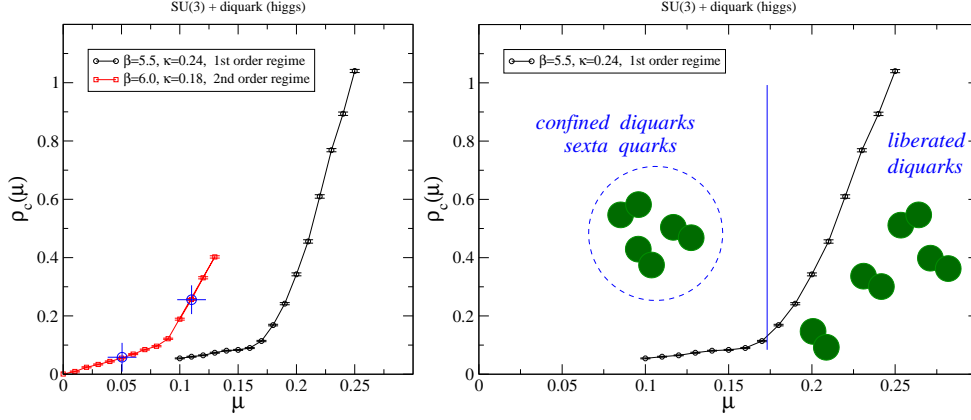 SU(3) + diquark (higgs)
β=5.5, κ=0.24,  1st order regime
β=6.0, κ=0.18,  2nd order regime
ρc(μ)
1
0.8
0.6
0.4
0.2
0
0
0.05
0.1
0.15
0.2
0.25
μ
SU(3) + diquark (higgs)
β=5.5, κ=0.24,  1st order regime
confined diquarks
sexta quarks
liberated
diquarks
ρc(μ)
1
0.8
0.6
0.4
0.2
0
0
0.05
0.1
0.15
0.2
0.25
μ